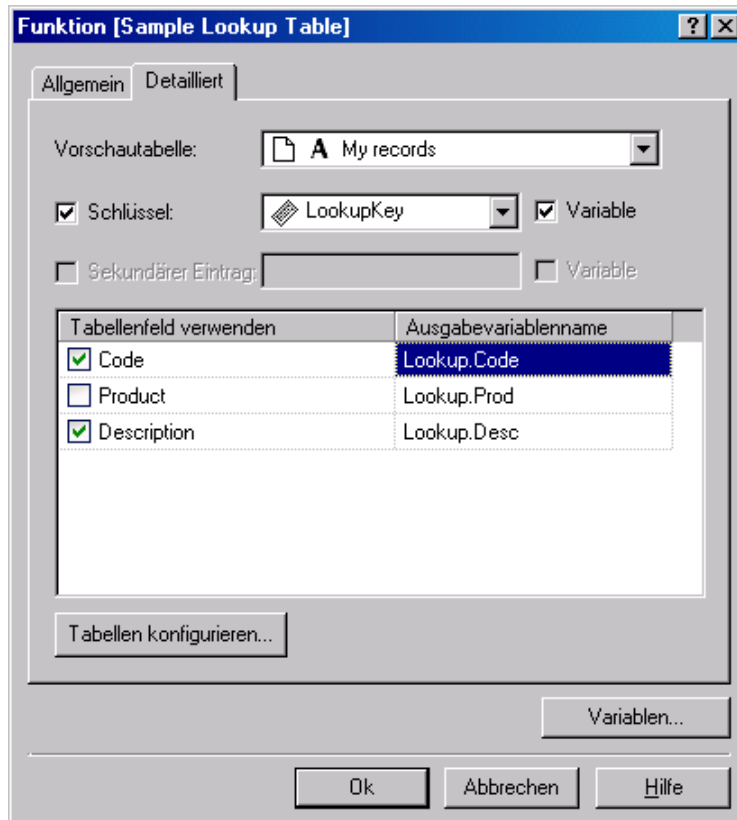 Funktion [Sample Lookup Table]
Allgemein Detailliert
Vorschautabelle: A My records
Schlüssel: LookupKey Variable
Sekundärer Eintrag: Variable
Tabellenfeld verwenden Ausgabevariablenname
Code Lookup.Code
Product Lookup.Prod
Description Lookup.Desc
Tabellen konfigurieren...
Variablen...
Ok Abbrechen Hilfe